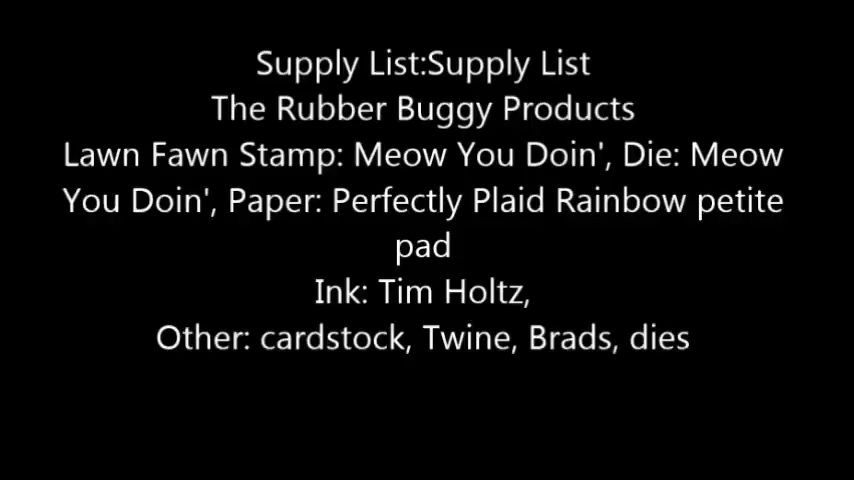 Supply List:Supply List
The Rubber Buggy Products
Lawn Fawn Stamp: Meow You Doin', Die: Meow
You Doin', Paper: Perfectly Plaid Rainbow petite
pad
Ink: Tim Holtz,
Other: cardstock, Twine, Brads, dies